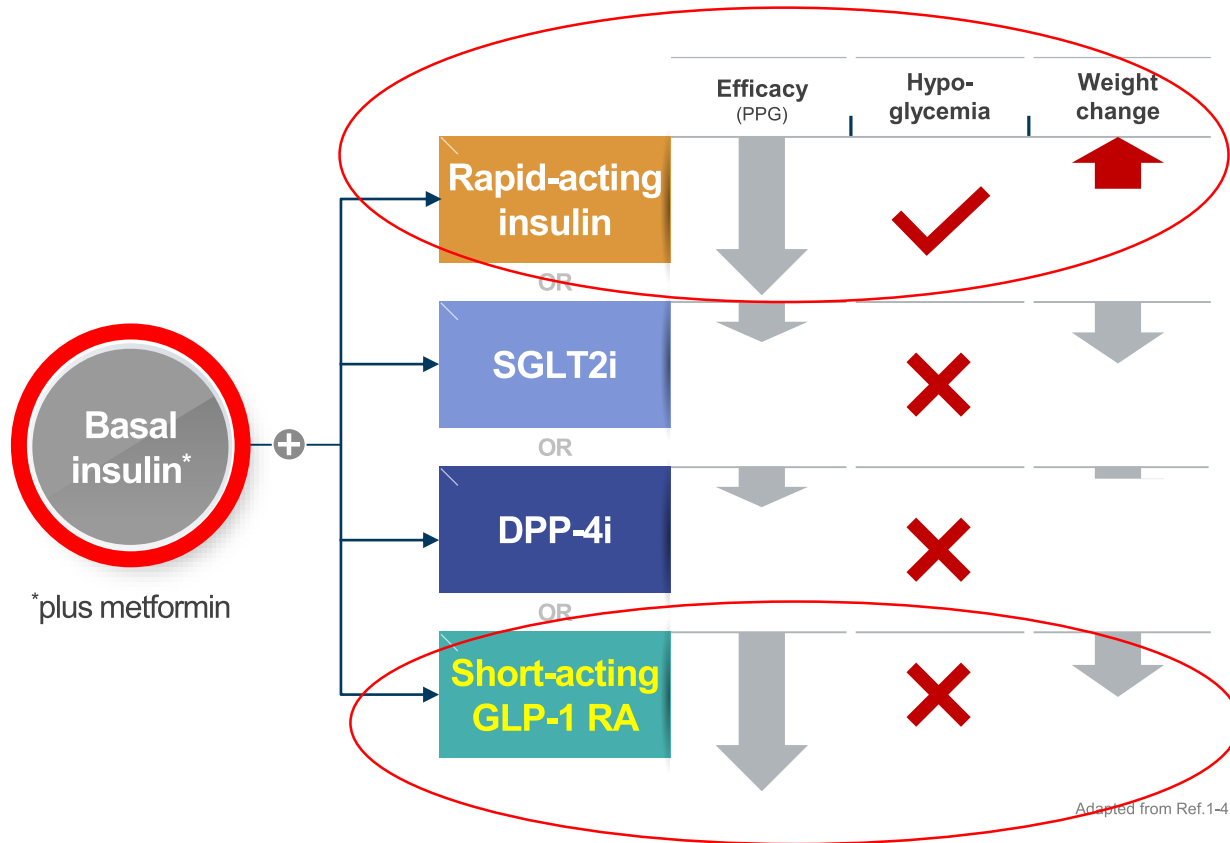 Efficacy
(PPG)
Hypo-
glycemia
Weight
change
Rapid-acting
insulin
OR
SGLT2i
OR
Basal
insulin*
DPP-4i
*plus metformin
OR
Short-acting
GLP-1 RA
Adapted from Ref.1-4